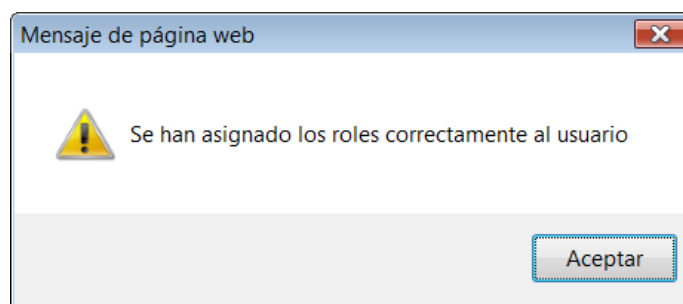 Mensaje de página web
Se han asignado los roles correctamente al usuario
Aceptar